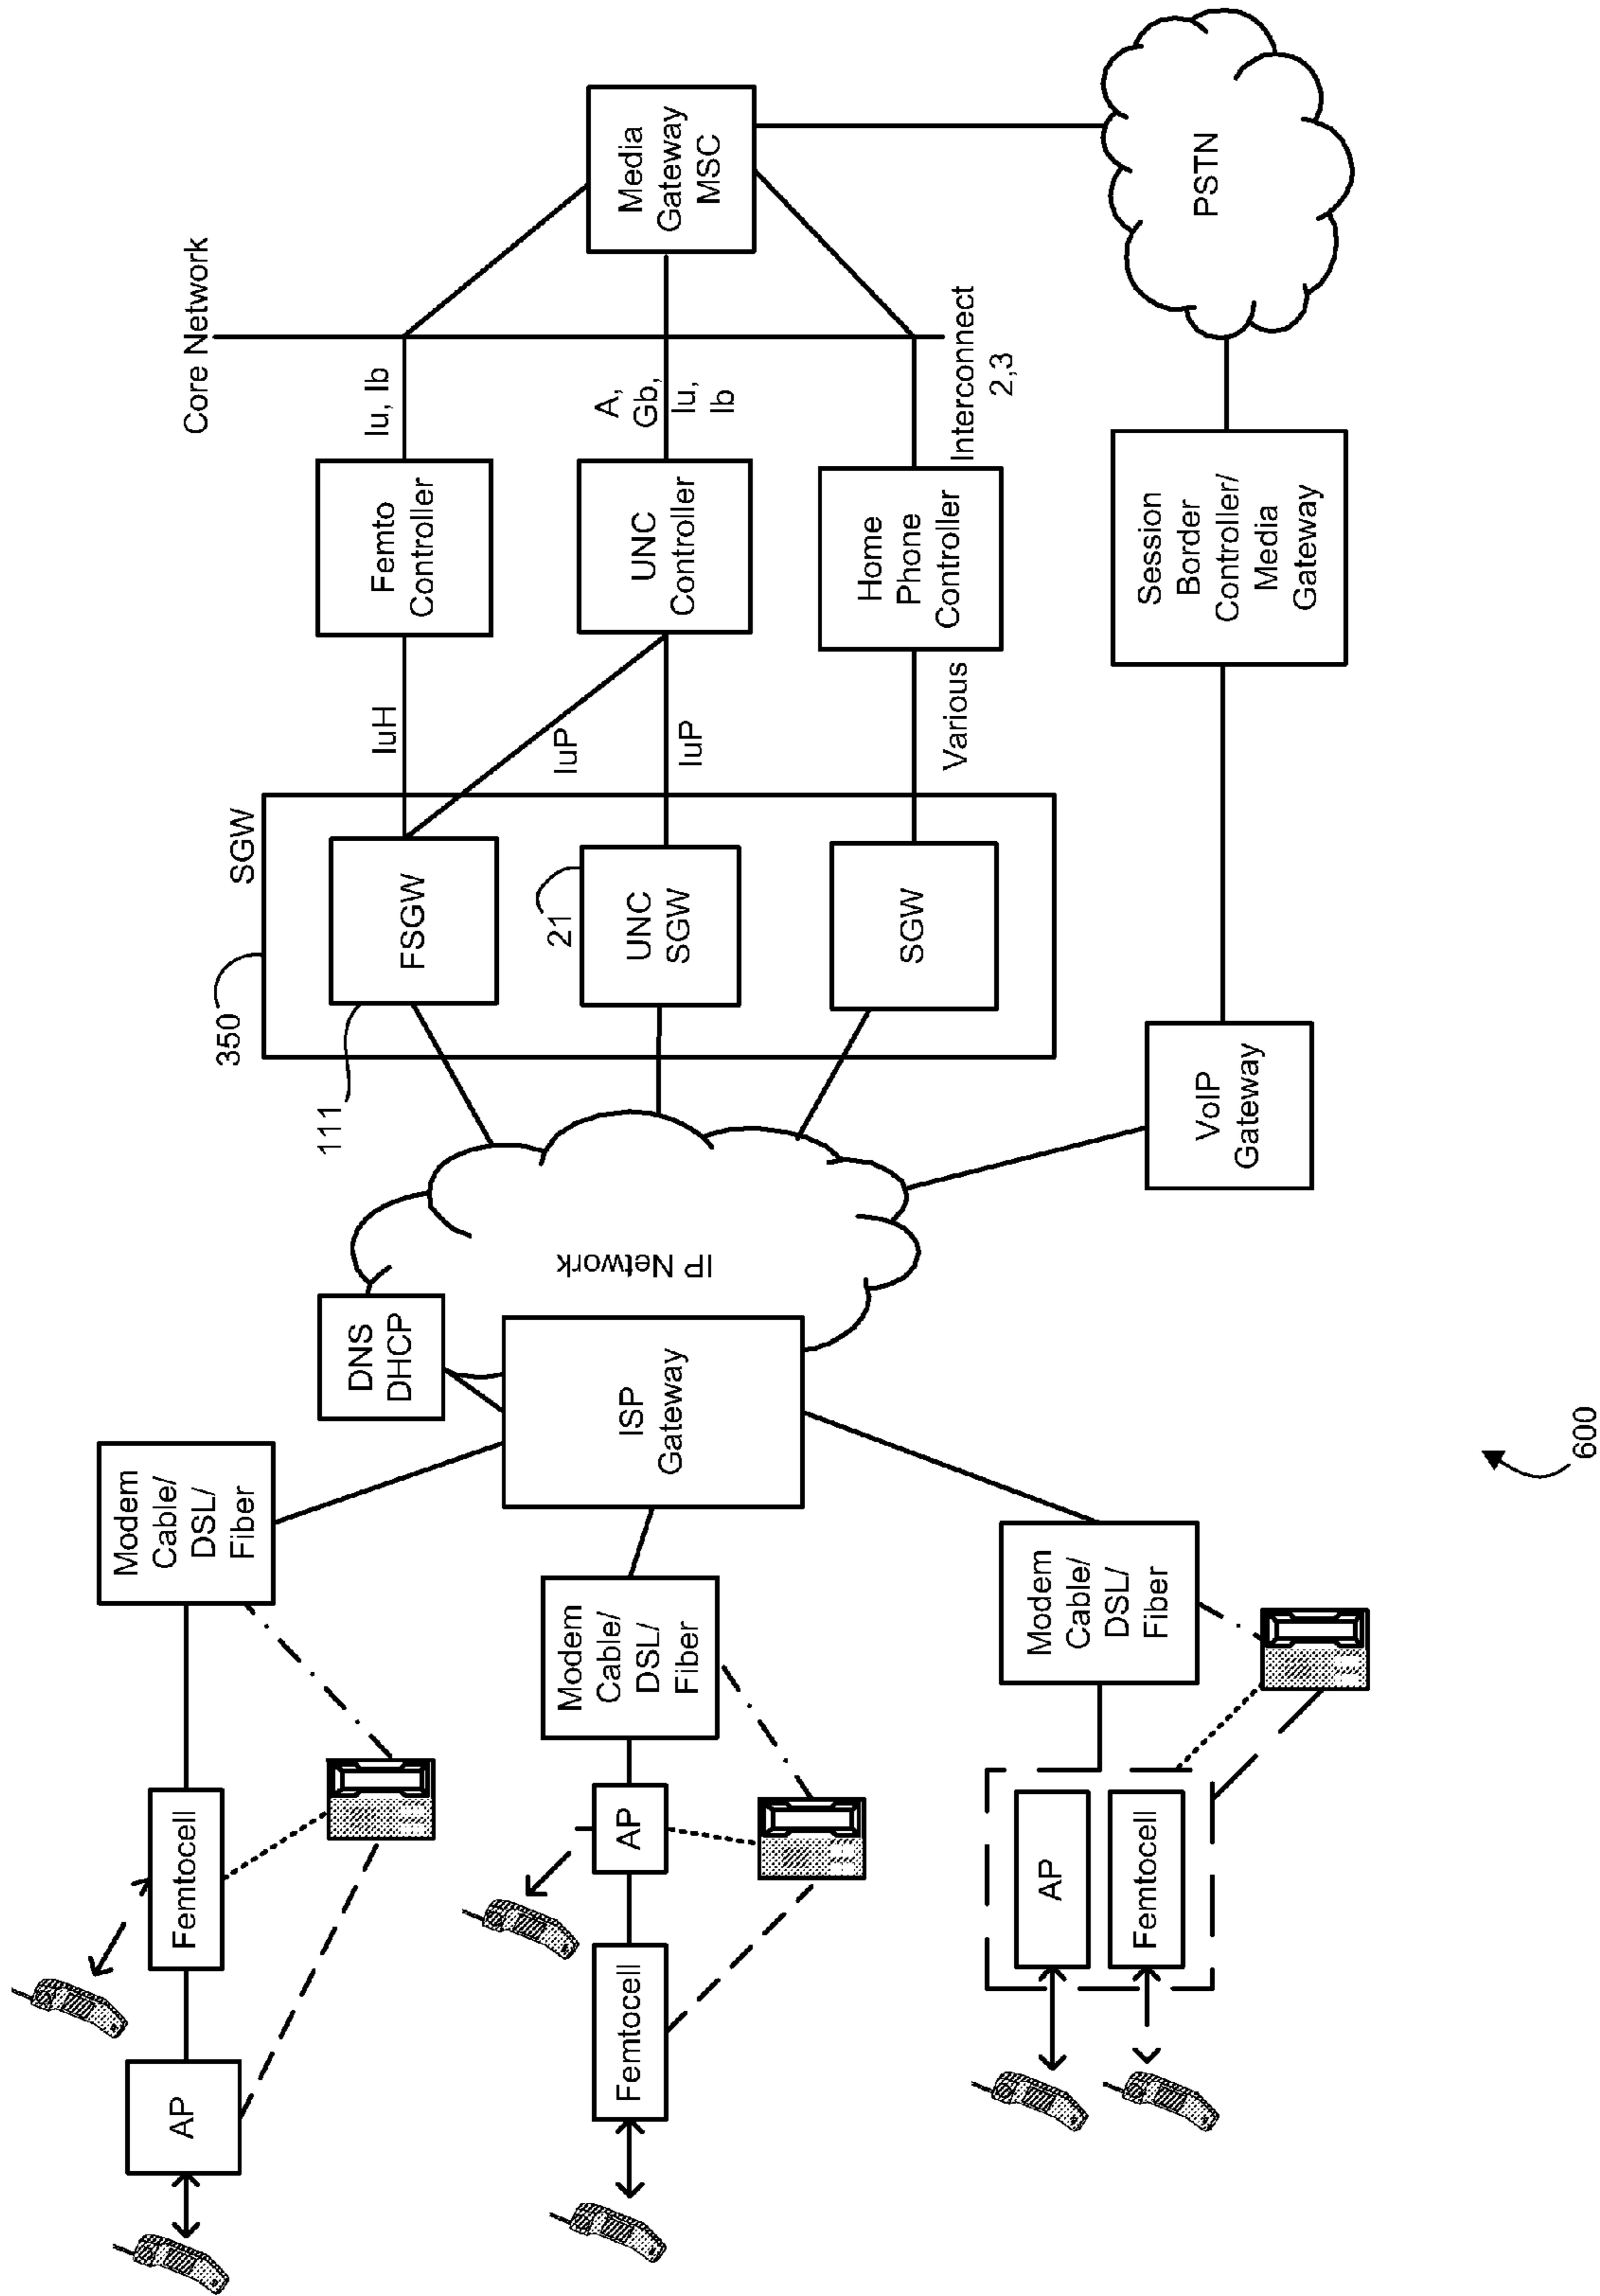 Core Network
SGW
350
111
FSGW
IuH
Femto
Controller
Iu, Ib
21
UNC
SGW
IuP
IuP
UNC
Controller
A,
Gb,
Iu,
Ib
Media
Gateway
MSC
SGW
Various
Home
Phone
Controller
Interconnect
2,3
PSTN
Session
Border
Controller/
Media
Gateway
VoIP
Gateway
IP Network
DNS
DHCP
ISP
Gateway
Modem
Cable/
DSL/
Fiber
Femtocell
AP
Modem
Cable/
DSL/
Fiber
AP
Femtocell
Modem
Cable/
DSL/
Fiber
AP
Femtocell
600